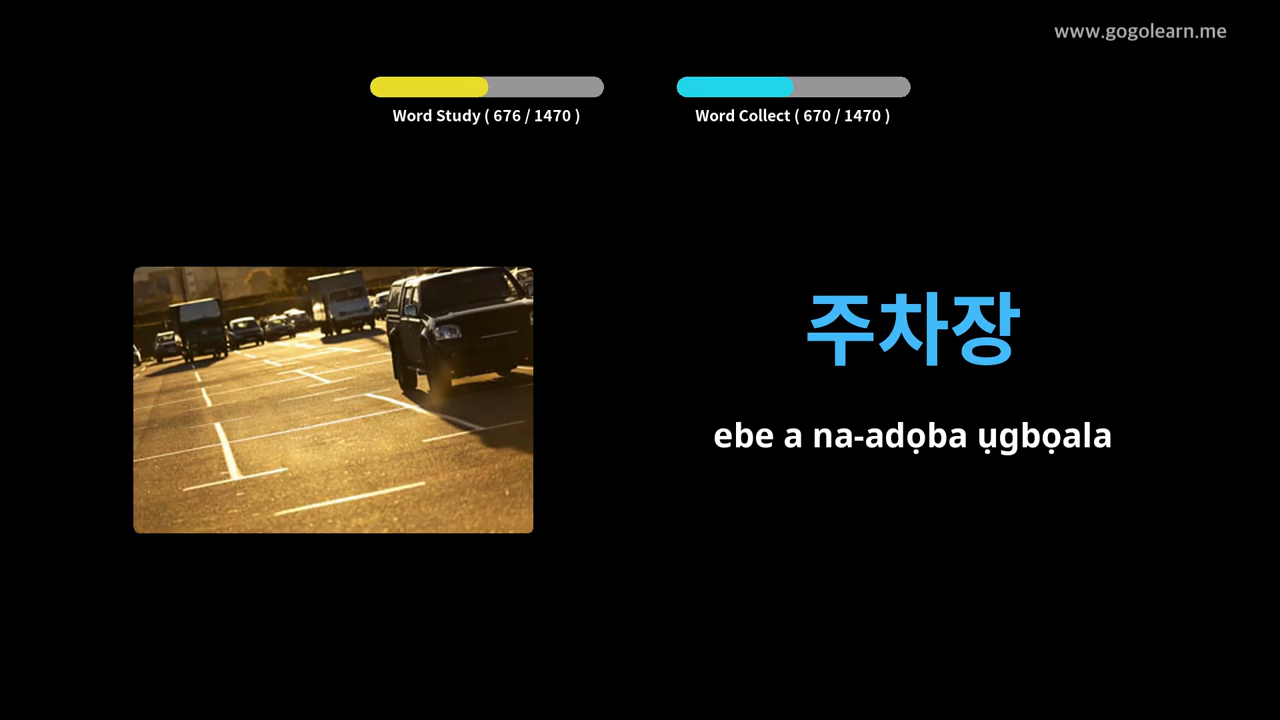 www.gogolearn.me
Word Study ( 676 / 1470 )
Word Collect ( 670 / 1470 )
주차장
ebe a na-adọba ụgbọala